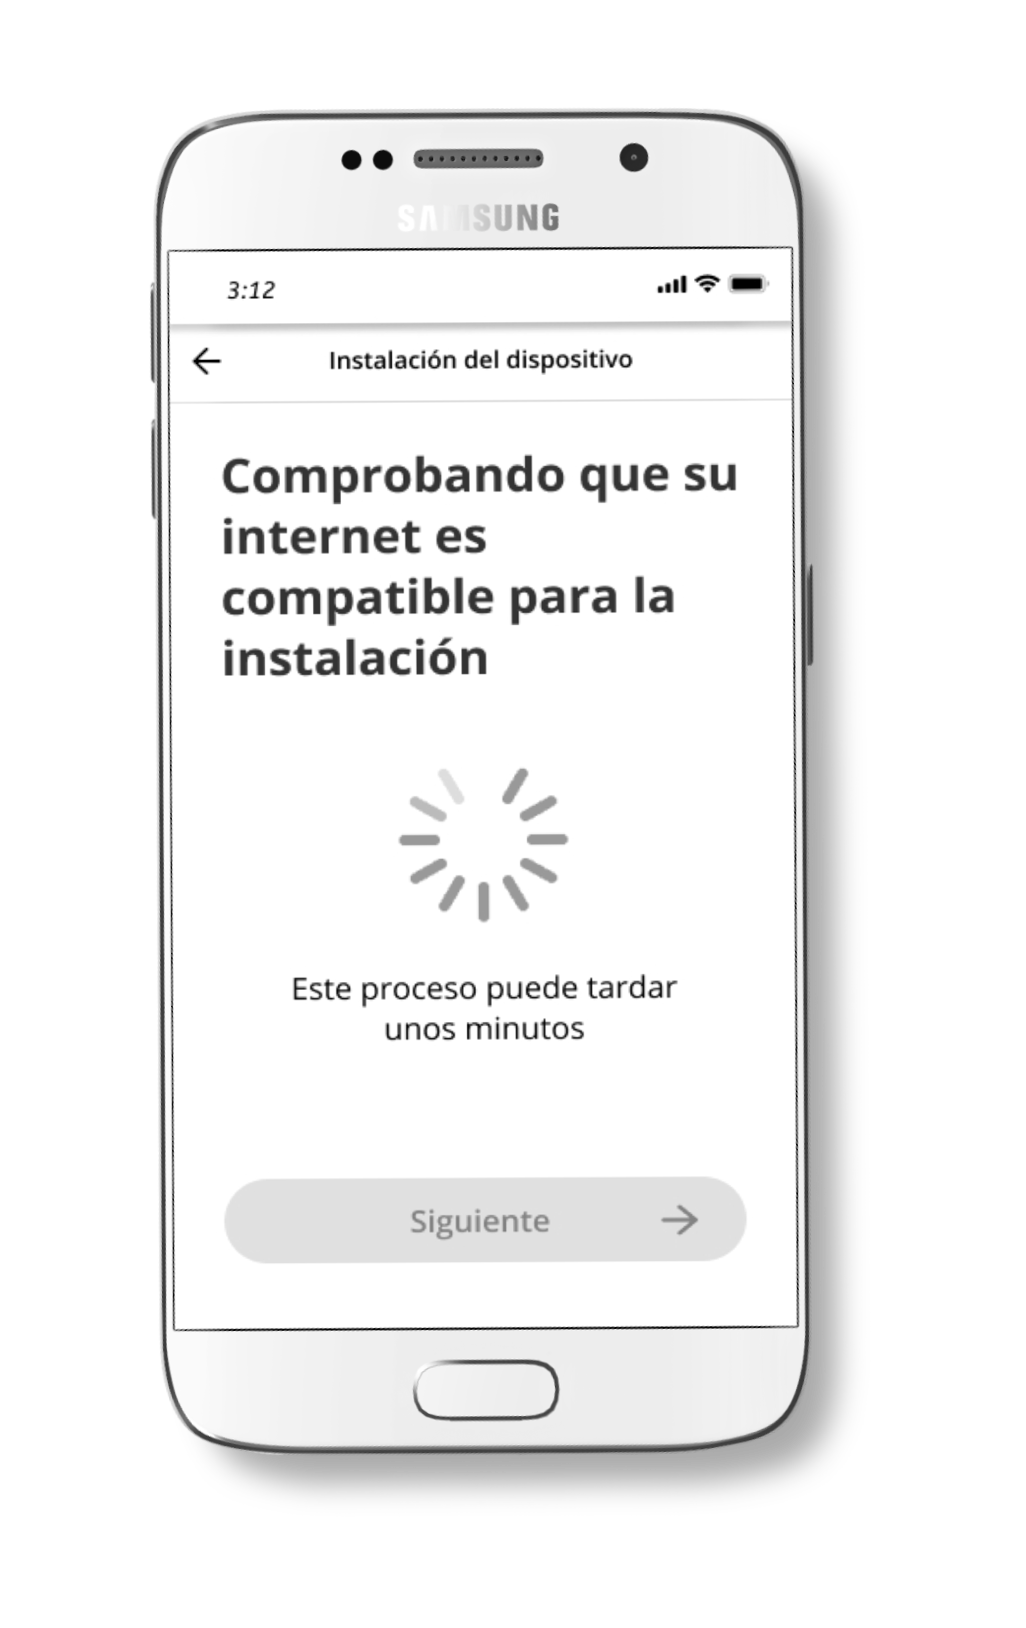 SAMSUNG
3:12
Instalación del dispositivo
Comprobando que su
internet es
compatible para la
instalación
Este proceso puede tardar
unos minutos
Siguiente